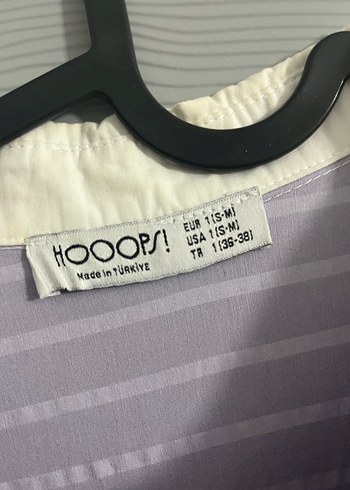 HOOOPS!
Made in TÜRKİYE
EUR 1(S-M)
USA 1(S-M)
TR 1(36-38)